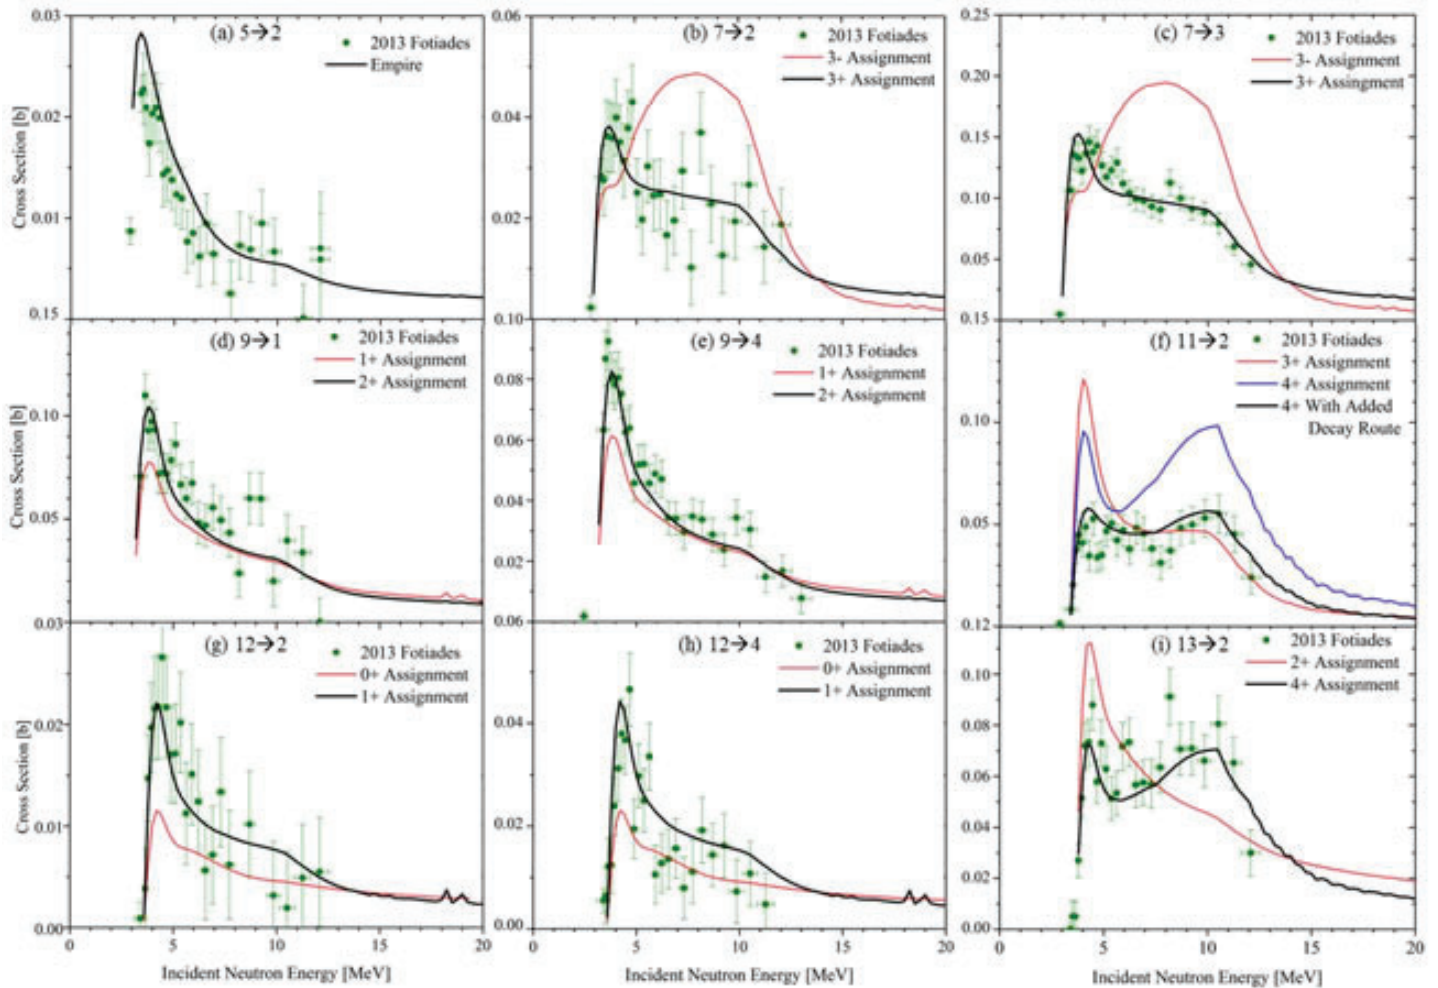 (a) 5→2
2013 Fotiades
Empire
0.03
0.02
0.01
0.15
Cross Section [b]
(b) 7→2
2013 Fotiades
3- Assignment
3+ Assignment
0.06
0.04
0.02
0.10
(c) 7→3
2013 Fotiades
3- Assignment
3+ Assingment
0.25
0.20
0.15
0.10
0.05
0.15
(d) 9→1
2013 Fotiades
1+ Assignment
2+ Assignment
0.10
0.05
0.03
Cross Section [b]
(e) 9→4
2013 Fotiades
1+ Assignment
2+ Assignment
0.08
0.06
0.04
0.02
0.06
(f) 11→2
2013 Fotiades
3+ Assignment
4+ Assignment
4+ With Added
Decay Route
0.10
0.05
0.12
(g) 12→2
2013 Fotiades
0+ Assignment
1+ Assignment
0.02
0.01
0.00
Cross Section [b]
0 5 10 15 20
Incident Neutron Energy [MeV]
(h) 12→4
2013 Fotiades
0+ Assignment
1+ Assignment
0.04
0.02
0.00
0 5 10 15 20
Incident Neutron Energy [MeV]
(i) 13→2
2013 Fotiades
2+ Assignment
4+ Assignment
0.10
0.08
0.06
0.04
0.02
0.00
0 5 10 15 20
Incident Neutron Energy [MeV]